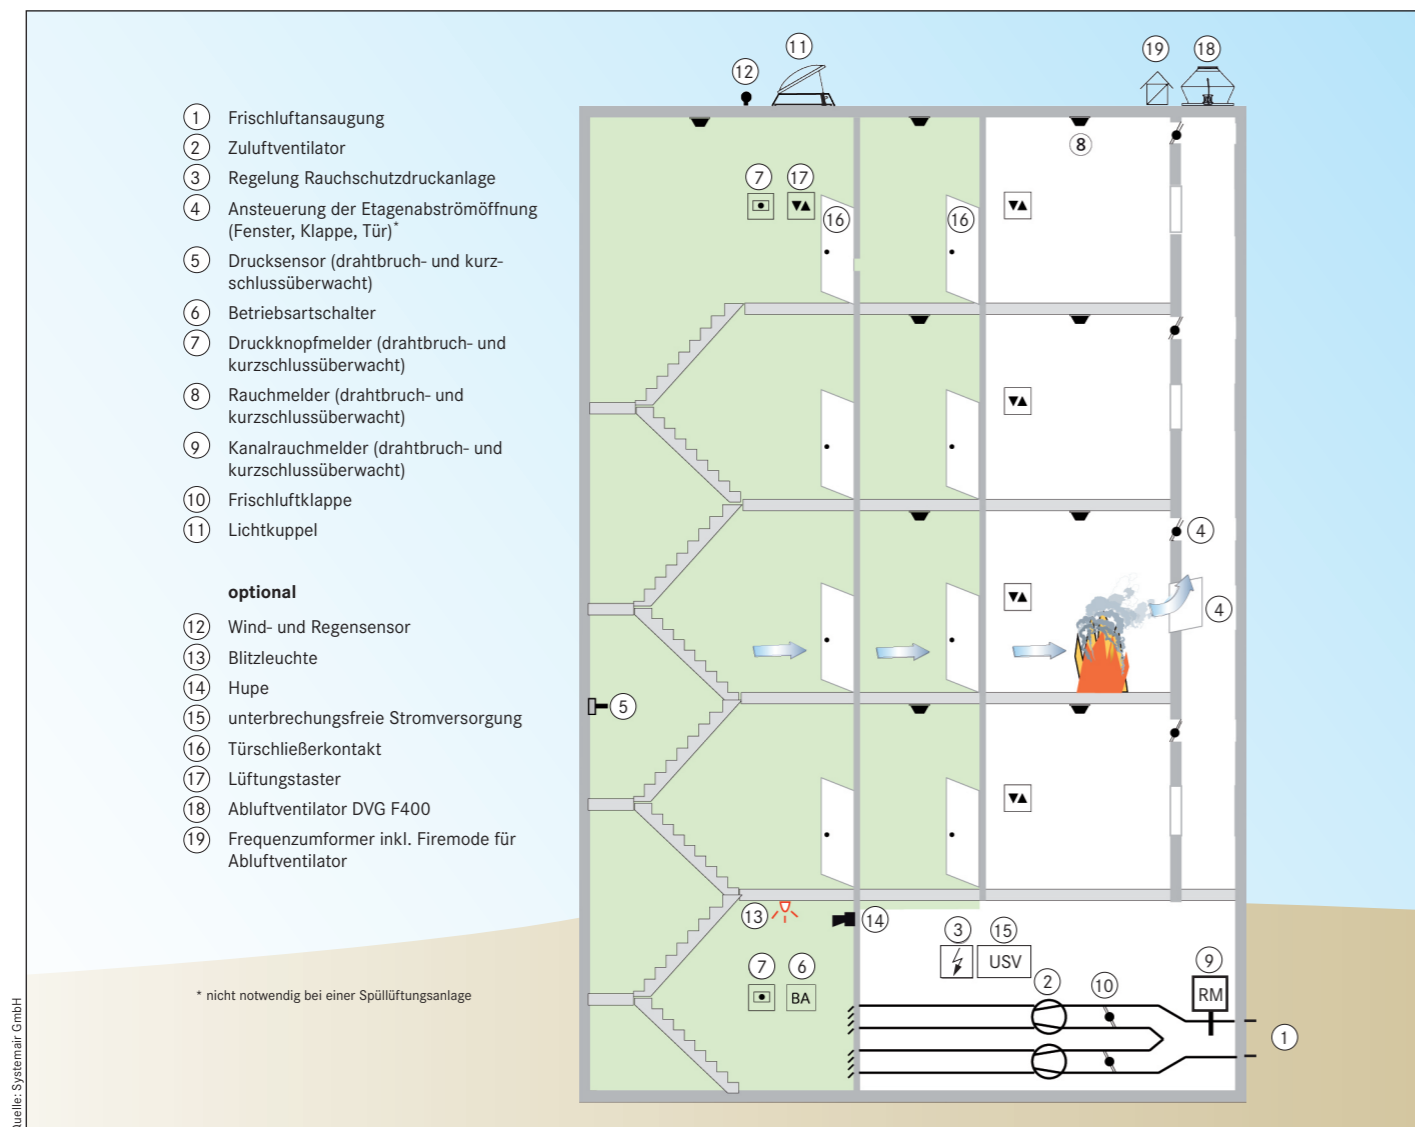 1 Frischluftansaugung
2 Zuluftventilator
3 Regelung Rauchschutzdruckanlage
4 Ansteuerung der Etagenabströmöffnung
(Fenster, Klappe, Tür)*
5 Drucksensor (drahtbruch- und kurz-
schlussüberwacht)
6 Betriebsartschalter
7 Druckknopfmelder (drahtbruch- und
kurzschlussüberwacht)
8 Rauchmelder (drahtbruch- und
kurzschlussüberwacht)
9 Kanalrauchmelder (drahtbruch- und
kurzschlussüberwacht)
10 Frischluftklappe
11 Lichtkuppel
optional
12 Wind- und Regensensor
13 Blitzleuchte
14 Hupe
15 unterbrechungsfreie Stromversorgung
16 Türschließerkontakt
17 Lüftungstaster
18 Abluftventilator DVG F400
19 Frequenzumformer inkl. Firemode für
Abluftventilator
* nicht notwendig bei einer Spüllüftungsanlage
11
12
19
18
8
7
17
16
16
4
4
5
13
14
3
15
USV
7
6
BA
2
10
9
RM
1
uelle: Systemair GmbH